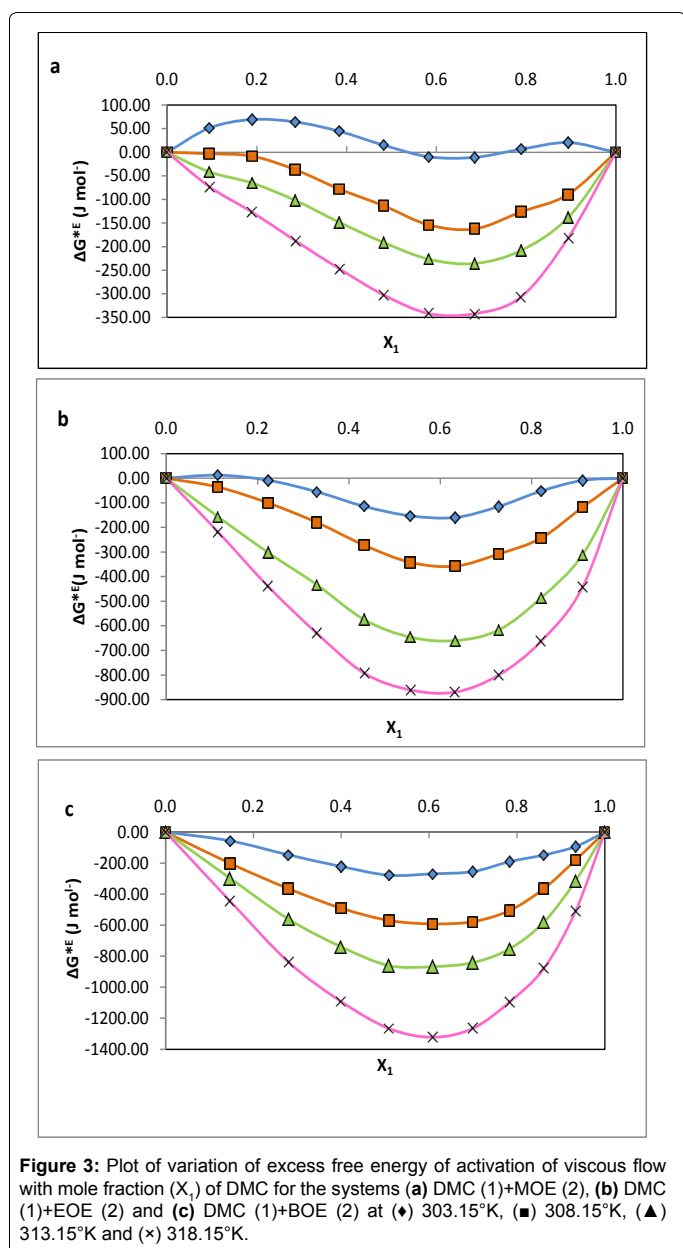 a
0.0 0.2 0.4 0.6 0.8 1.0
100.00
50.00
0.00
-50.00
-100.00
-150.00
-200.00
-250.00
-300.00
-350.00
ΔG*ᴱ (J mol-)
X₁
b
0.0 0.2 0.4 0.6 0.8 1.0
100.00
0.00
-100.00
-200.00
-300.00
-400.00
-500.00
-600.00
-700.00
-800.00
-900.00
ΔG*ᴱ(J mol-)
X₁
c
0.0 0.2 0.4 0.6 0.8 1.0
0.00
-200.00
-400.00
-600.00
-800.00
-1000.00
-1200.00
-1400.00
ΔG*ᴱ (J mol-)
X₁
Figure 3: Plot of variation of excess free energy of activation of viscous flow
with mole fraction (X₁) of DMC for the systems (a) DMC (1)+MOE (2), (b) DMC
(1)+EOE (2) and (c) DMC (1)+BOE (2) at (♦) 303.15°K, (■) 308.15°K, (▲)
313.15°K and (×) 318.15°K.